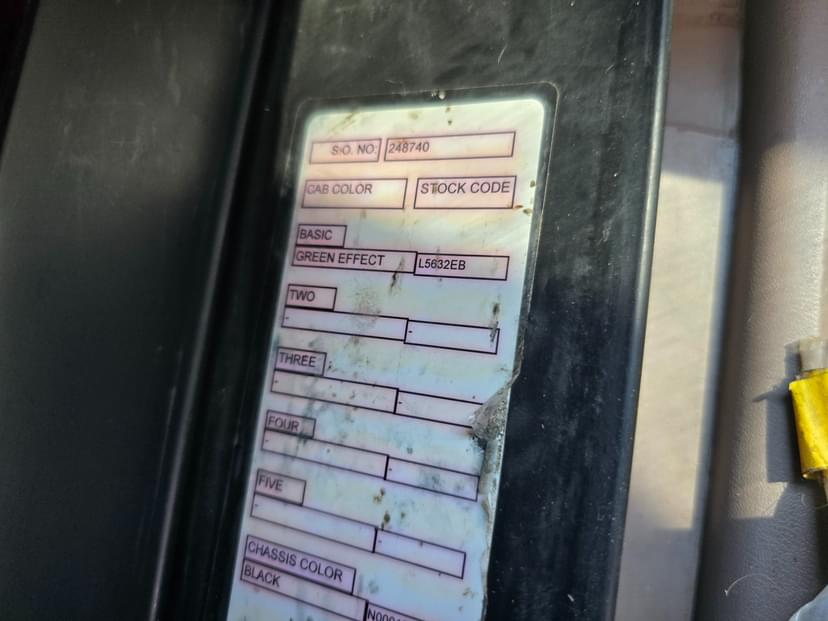 S.O. NO: 248740
CAB COLOR STOCK CODE
BASIC
GREEN EFFECT L5632EB
TWO
- -
THREE
- -
FOUR
- -
FIVE
- -
CHASSIS COLOR
BLACK